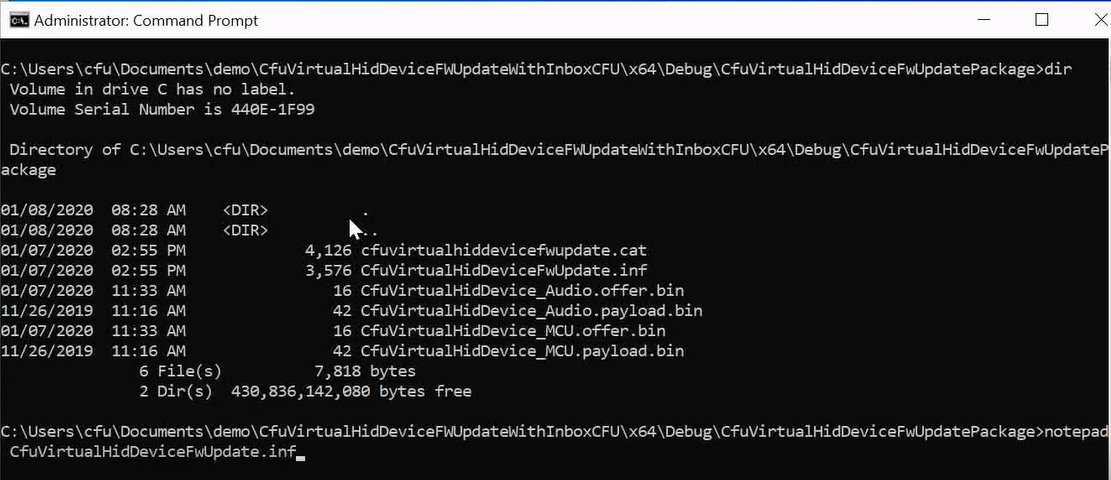 Administrator: Command Prompt
C:\Users\cfu\Documents\demo\CfuVirtualHidDeviceFWUpdateWithInboxCFU\x64\Debug\CfuVirtualHidDeviceFwUpdatePackage>dir
 Volume in drive C has no label.
 Volume Serial Number is 440E-1F99
 Directory of C:\Users\cfu\Documents\demo\CfuVirtualHidDeviceFWUpdateWithInboxCFU\x64\Debug\CfuVirtualHidDeviceFwUpdateP
ackage
01/08/2020  08:28 AM    <DIR>          .
01/08/2020  08:28 AM    <DIR>          ..
01/07/2020  02:55 PM             4,126 cfuvirtualhiddevicefwupdate.cat
01/07/2020  02:55 PM             3,576 CfuVirtualHidDeviceFwUpdate.inf
01/07/2020  11:33 AM                16 CfuVirtualHidDevice_Audio.offer.bin
11/26/2019  11:16 AM                42 CfuVirtualHidDevice_Audio.payload.bin
01/07/2020  11:33 AM                16 CfuVirtualHidDevice_MCU.offer.bin
11/26/2019  11:16 AM                42 CfuVirtualHidDevice_MCU.payload.bin
               6 File(s)          7,818 bytes
               2 Dir(s)  430,836,142,080 bytes free
C:\Users\cfu\Documents\demo\CfuVirtualHidDeviceFWUpdateWithInboxCFU\x64\Debug\CfuVirtualHidDeviceFwUpdatePackage>notepad
 CfuVirtualHidDeviceFwUpdate.inf